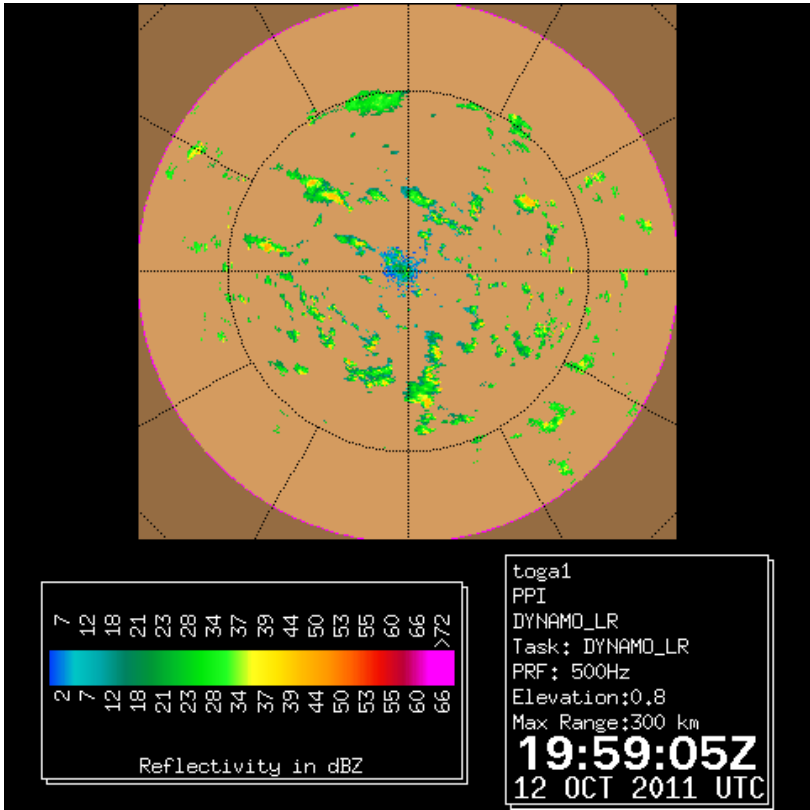 7 12 18 21 23 28 34 37 39 44 50 53 55 60 66 >72
2 7 12 18 21 23 28 34 37 39 44 50 53 55 60 66
Reflectivity in dBZ
toga1
PPI
DYNAMO_LR
Task: DYNAMO_LR
PRF: 500Hz
Elevation:0.8
Max Range:300 km
19:59:05Z
12 OCT 2011 UTC